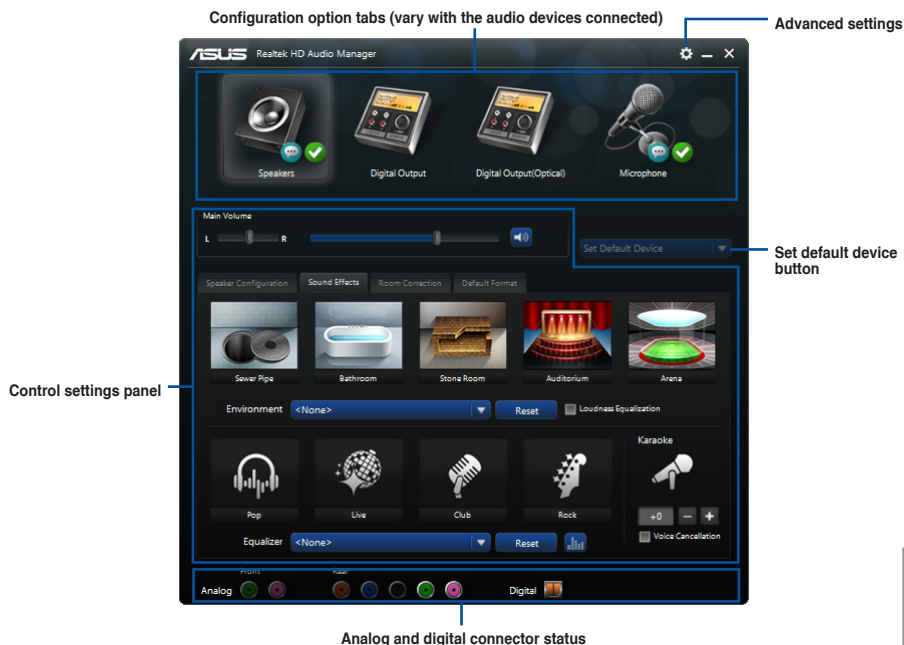 Configuration option tabs (vary with the audio devices connected)
Advanced settings
ASUS Realtek HD Audio Manager
Speakers
Digital Output
Digital Output(Optical)
Microphone
Main Volume
L R
Set Default Device
Set default device
button
Speaker Configuration
Sound Effects
Room Correction
Default Format
Sewer Pipe
Bathroom
Stone Room
Auditorium
Arena
Control settings panel
Environment <None> Reset Loudness Equalization
Karaoke
Pop
Live
Club
Rock
+0
Equalizer <None> Reset
Voice Cancellation
Front
Rear
Analog
Digital
Analog and digital connector status